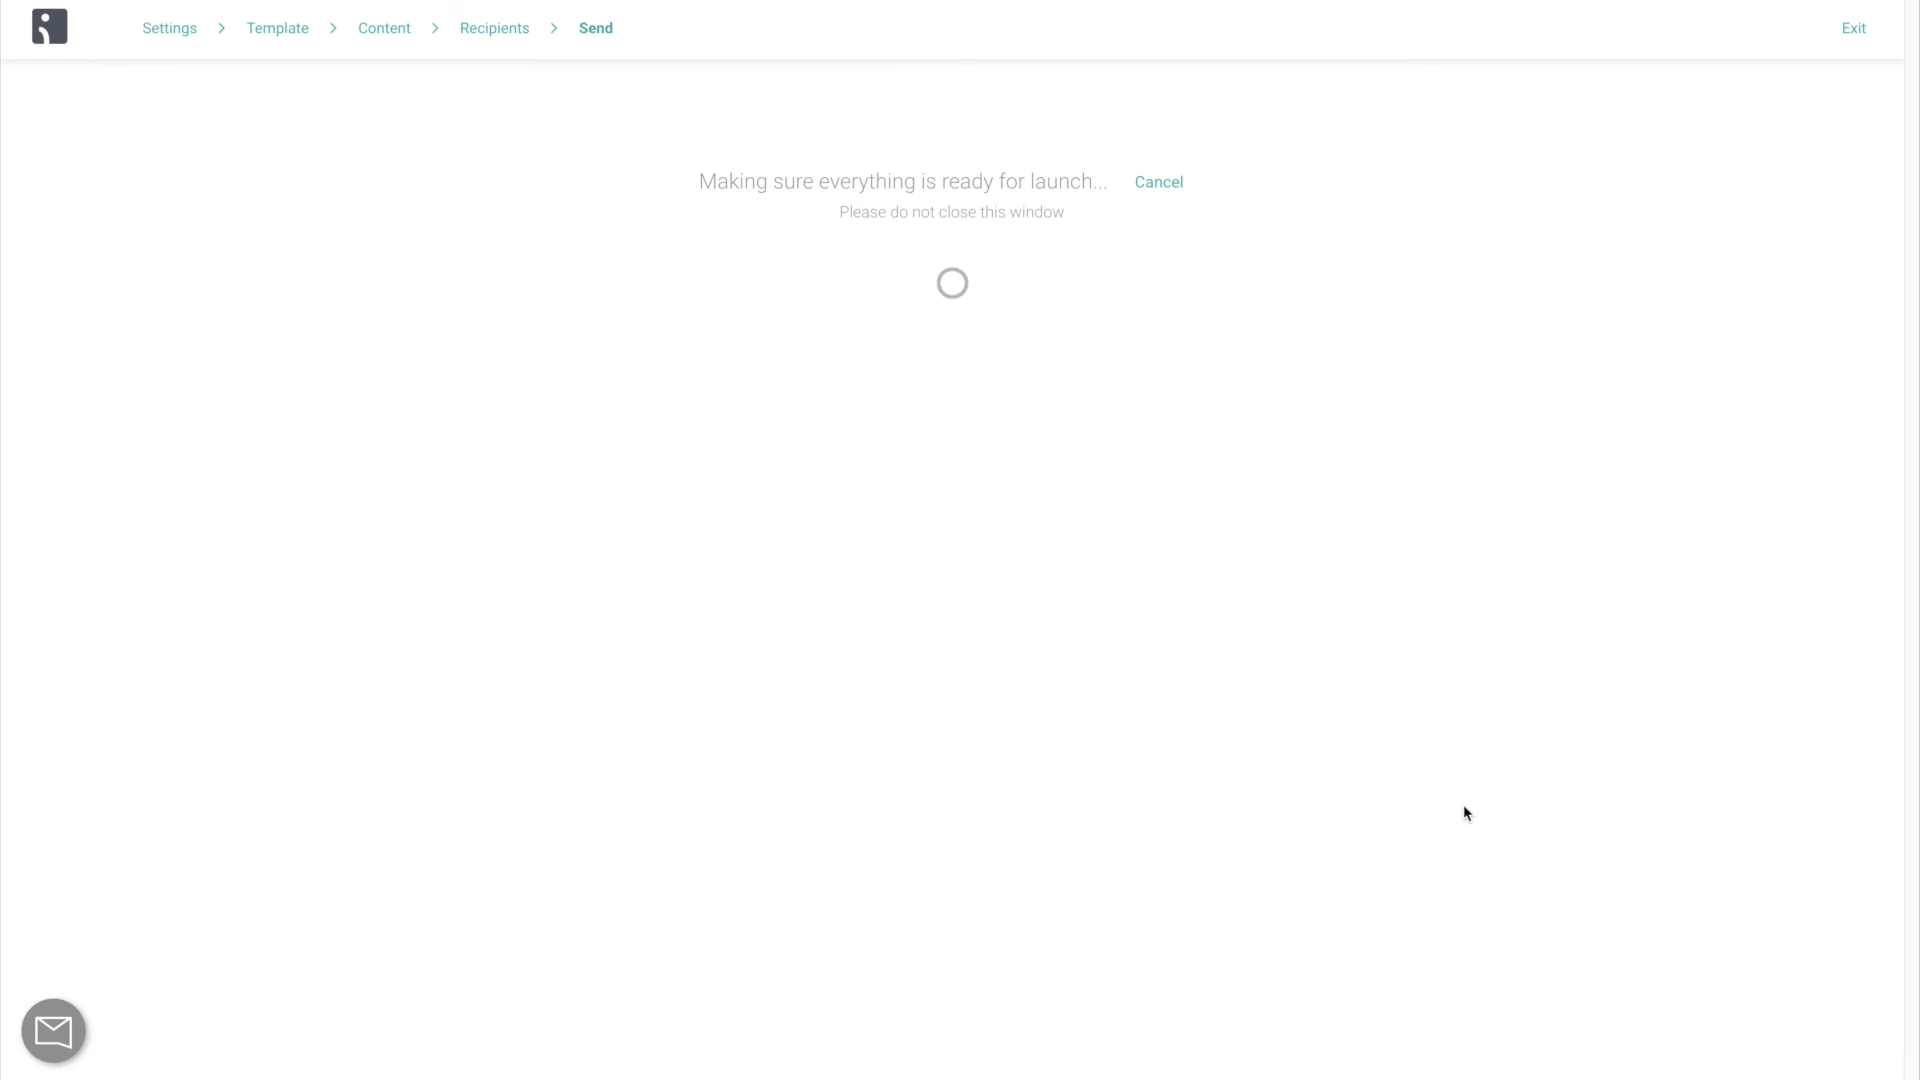 Settings > Template > Content > Recipients > Send Exit
Making sure everything is ready for launch... Cancel
Please do not close this window